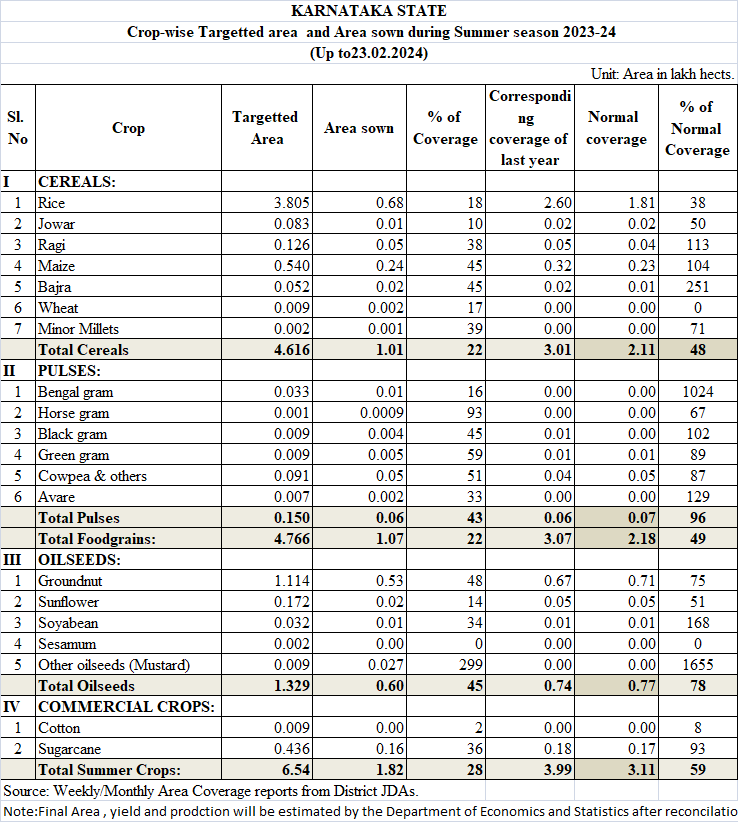 KARNATAKA STATE
Crop-wise Targetted area and Area sown during Summer season 2023-24
(Up to23.02.2024)
Unit: Area in lakh hects.
Sl. No Crop Targetted Area Area sown % of Coverage Correspondi ng coverage of last year Normal coverage % of Normal Coverage
I CEREALS:
1 Rice 3.805 0.68 18 2.60 1.81 38
2 Jowar 0.083 0.01 10 0.02 0.02 50
3 Ragi 0.126 0.05 38 0.05 0.04 113
4 Maize 0.540 0.24 45 0.32 0.23 104
5 Bajra 0.052 0.02 45 0.02 0.01 251
6 Wheat 0.009 0.002 17 0.00 0.00 0
7 Minor Millets 0.002 0.001 39 0.00 0.00 71
Total Cereals 4.616 1.01 22 3.01 2.11 48
II PULSES:
1 Bengal gram 0.033 0.01 16 0.00 0.00 1024
2 Horse gram 0.001 0.0009 93 0.00 0.00 67
3 Black gram 0.009 0.004 45 0.01 0.00 102
4 Green gram 0.009 0.005 59 0.01 0.01 89
5 Cowpea & others 0.091 0.05 51 0.04 0.05 87
6 Avare 0.007 0.002 33 0.00 0.00 129
Total Pulses 0.150 0.06 43 0.06 0.07 96
Total Foodgrains: 4.766 1.07 22 3.07 2.18 49
III OILSEEDS:
1 Groundnut 1.114 0.53 48 0.67 0.71 75
2 Sunflower 0.172 0.02 14 0.05 0.05 51
3 Soyabean 0.032 0.01 34 0.01 0.01 168
4 Sesamum 0.002 0.00 0 0.00 0.00 0
5 Other oilseeds (Mustard) 0.009 0.027 299 0.00 0.00 1655
Total Oilseeds 1.329 0.60 45 0.74 0.77 78
IV COMMERCIAL CROPS:
1 Cotton 0.009 0.00 2 0.00 0.00 8
2 Sugarcane 0.436 0.16 36 0.18 0.17 93
Total Summer Crops: 6.54 1.82 28 3.99 3.11 59
Source: Weekly/Monthly Area Coverage reports from District JDAs.
Note:Final Area , yield and prodction will be estimated by the Department of Economics and Statistics after reconcilatio